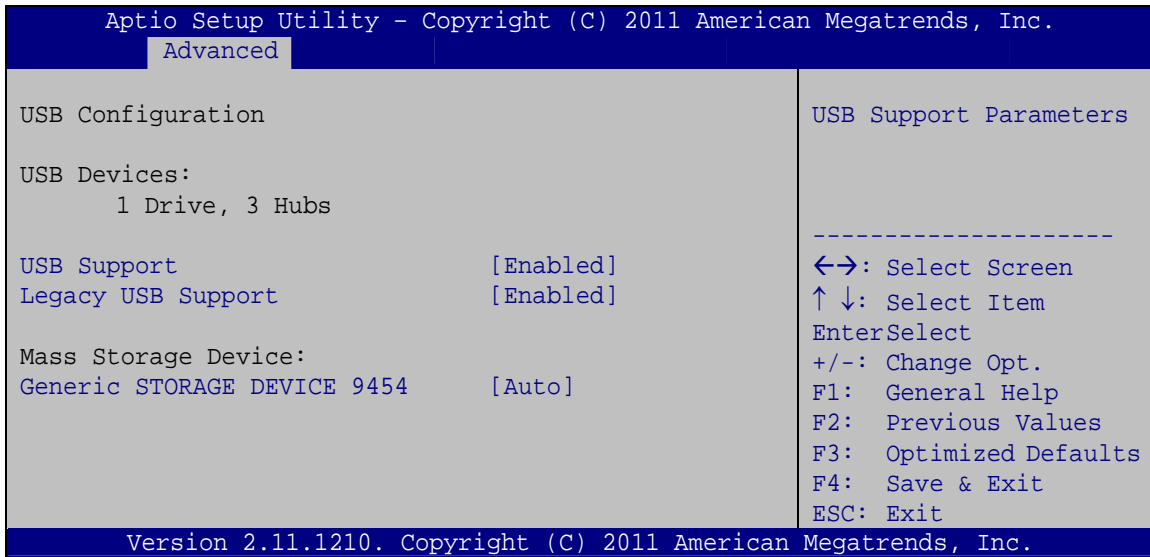 Aptio Setup Utility – Copyright (C) 2011 American Megatrends, Inc.
Advanced
USB Configuration
USB Devices:
1 Drive, 3 Hubs
USB Support [Enabled]
Legacy USB Support [Enabled]
Mass Storage Device:
Generic STORAGE DEVICE 9454 [Auto]
USB Support Parameters
---------------------
←→: Select Screen
↑ ↓: Select Item
EnterSelect
+/-: Change Opt.
F1: General Help
F2: Previous Values
F3: Optimized Defaults
F4: Save & Exit
ESC: Exit
Version 2.11.1210. Copyright (C) 2011 American Megatrends, Inc.